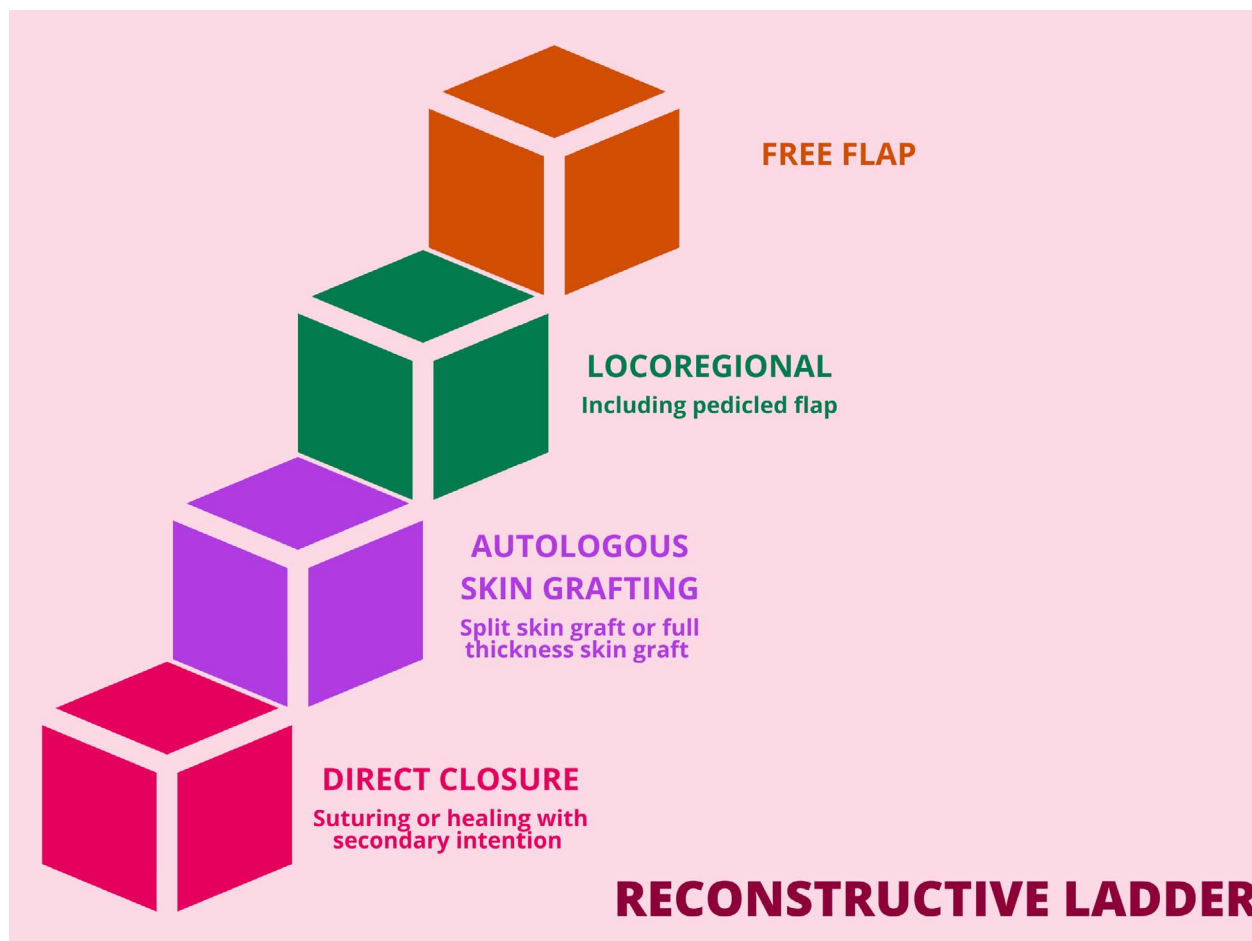 FREE FLAP
LOCOREGIONAL
Including pedicled flap
AUTOLOGOUS
SKIN GRAFTING
Split skin graft or full
thickness skin graft
DIRECT CLOSURE
Suturing or healing with
secondary intention
RECONSTRUCTIVE LADDER